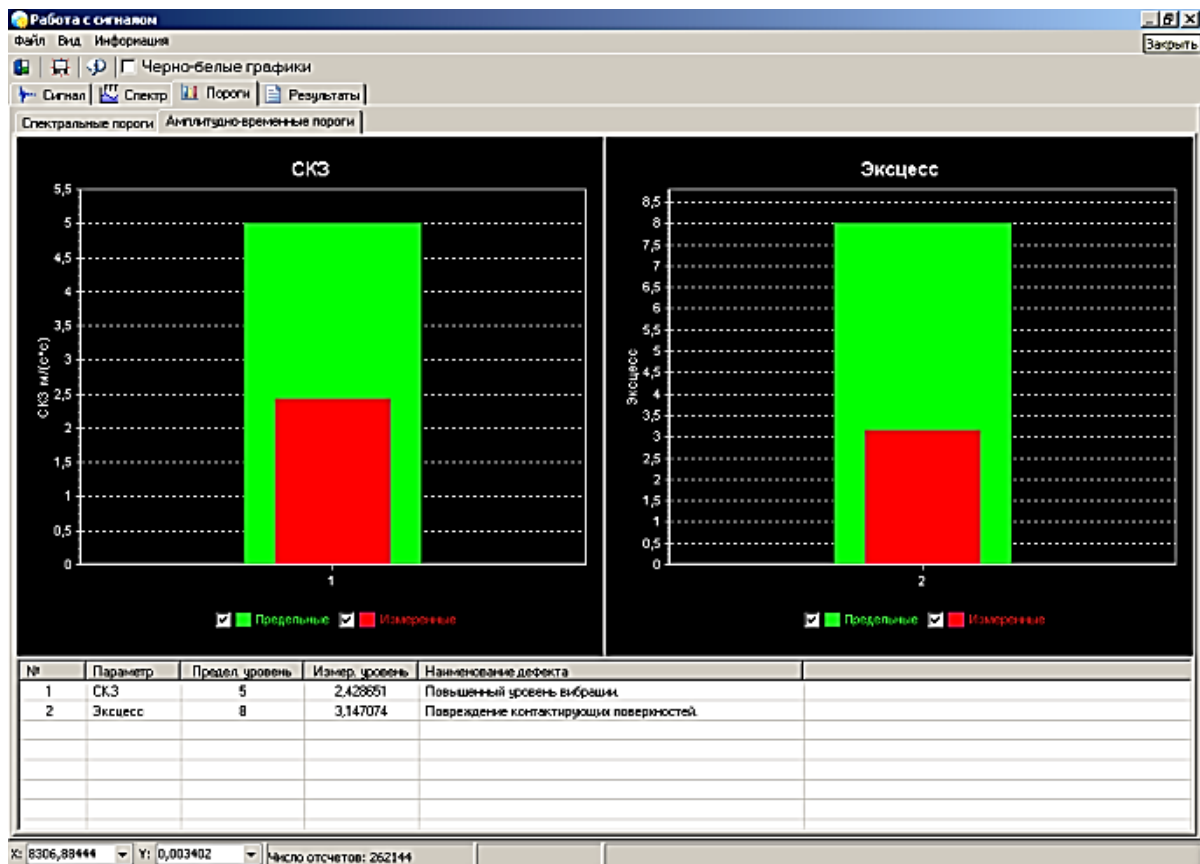 Работа с сигналом
Файл Вид Информация
Закрыть
Черно-белые графики
Сигнал Спектр Пороги Результаты
Спектральные пороги Амплитудно-временные пороги
СКЗ
5,5
5
4,5
4
3,5
3
2,5
2
1,5
1
0,5
0
СКЗ м/(с*с)
1
Предельные Измеренные
Эксцесс
8,5
8
7,5
7
6,5
6
5,5
5
4,5
4
3,5
3
2,5
2
1,5
1
0,5
0
Эксцесс
2
Предельные Измеренные
№ Параметр Предел. уровень Измер. уровень Наименование дефекта
1 СКЗ 5 2,428651 Повышенный уровень вибрации.
2 Эксцесс 8 3,147074 Повреждение контактирующих поверхностей.
X: 8306,88444 Y: 0,003402 Число отсчетов: 262144